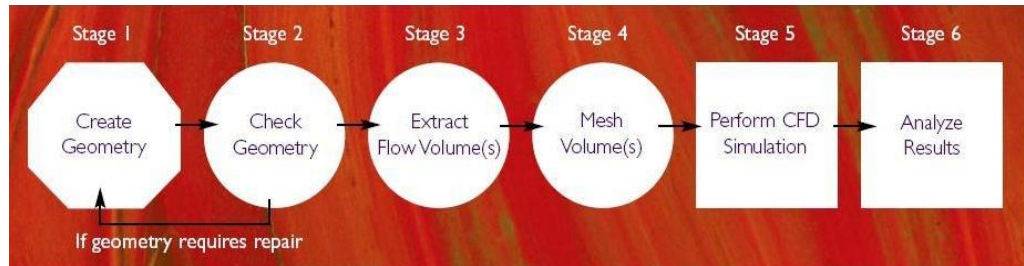 Stage 1
Stage 2
Stage 3
Stage 4
Stage 5
Stage 6
Create
Geometry
Check
Geometry
Extract
Flow Volume(s)
Mesh
Volume(s)
Perform CFD
Simulation
Analyze
Results
If geometry requires repair